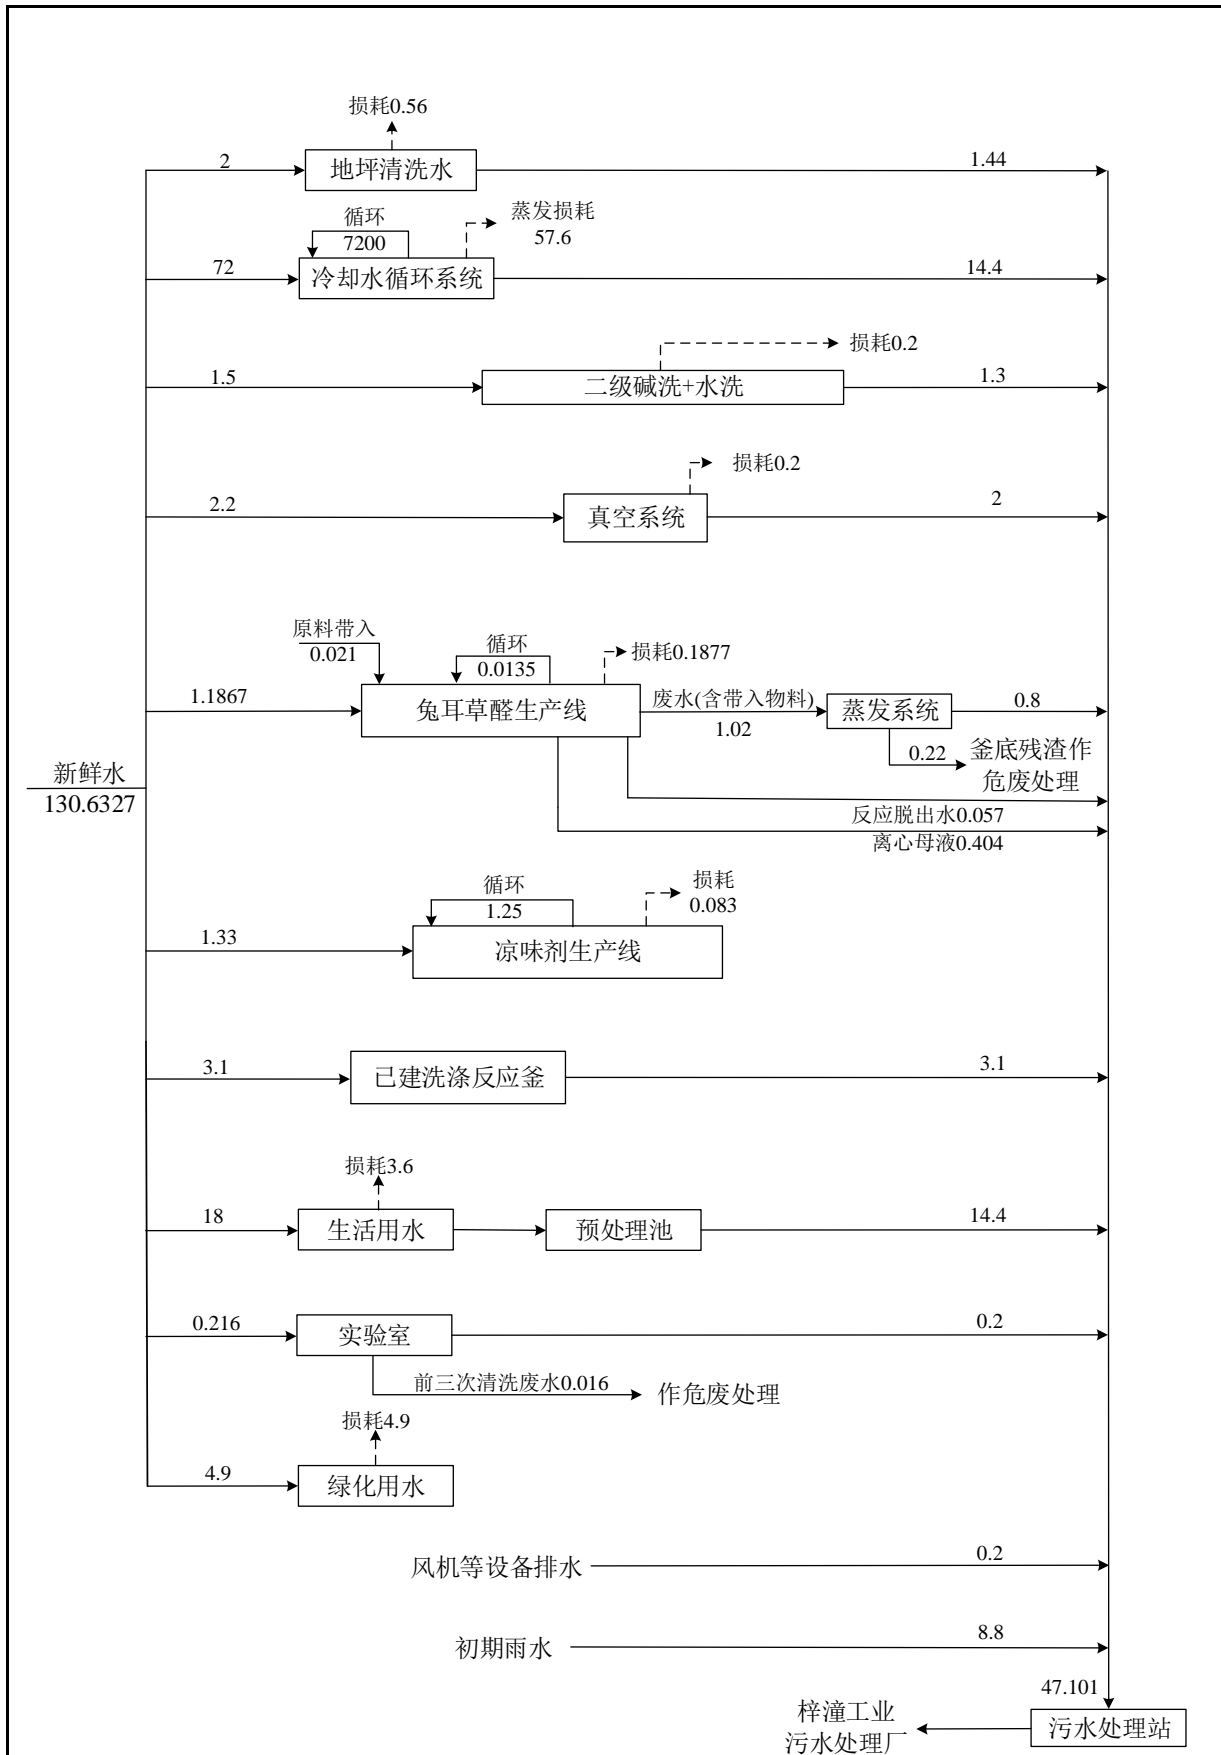 损耗0.56
2
地坪清洗水
1.44
循环
7200
蒸发损耗
57.6
72
冷却水循环系统
14.4
损耗0.2
1.5
二级碱洗+水洗
1.3
损耗0.2
2.2
真空系统
2
原料带入
0.021
循环
0.0135
损耗0.1877
1.1867
兔耳草醛生产线
废水(含带入物料)
1.02
蒸发系统
0.8
0.22
釜底残渣作
危废处理
新鲜水
130.6327
反应脱出水0.057
离心母液0.404
循环
1.25
损耗
0.083
1.33
凉味剂生产线
3.1
已建洗涤反应釜
3.1
损耗3.6
18
生活用水
预处理池
14.4
0.216
实验室
0.2
前三次清洗废水0.016
作危废处理
损耗4.9
4.9
绿化用水
风机等设备排水
0.2
初期雨水
8.8
47.101
梓潼工业
污水处理厂
污水处理站